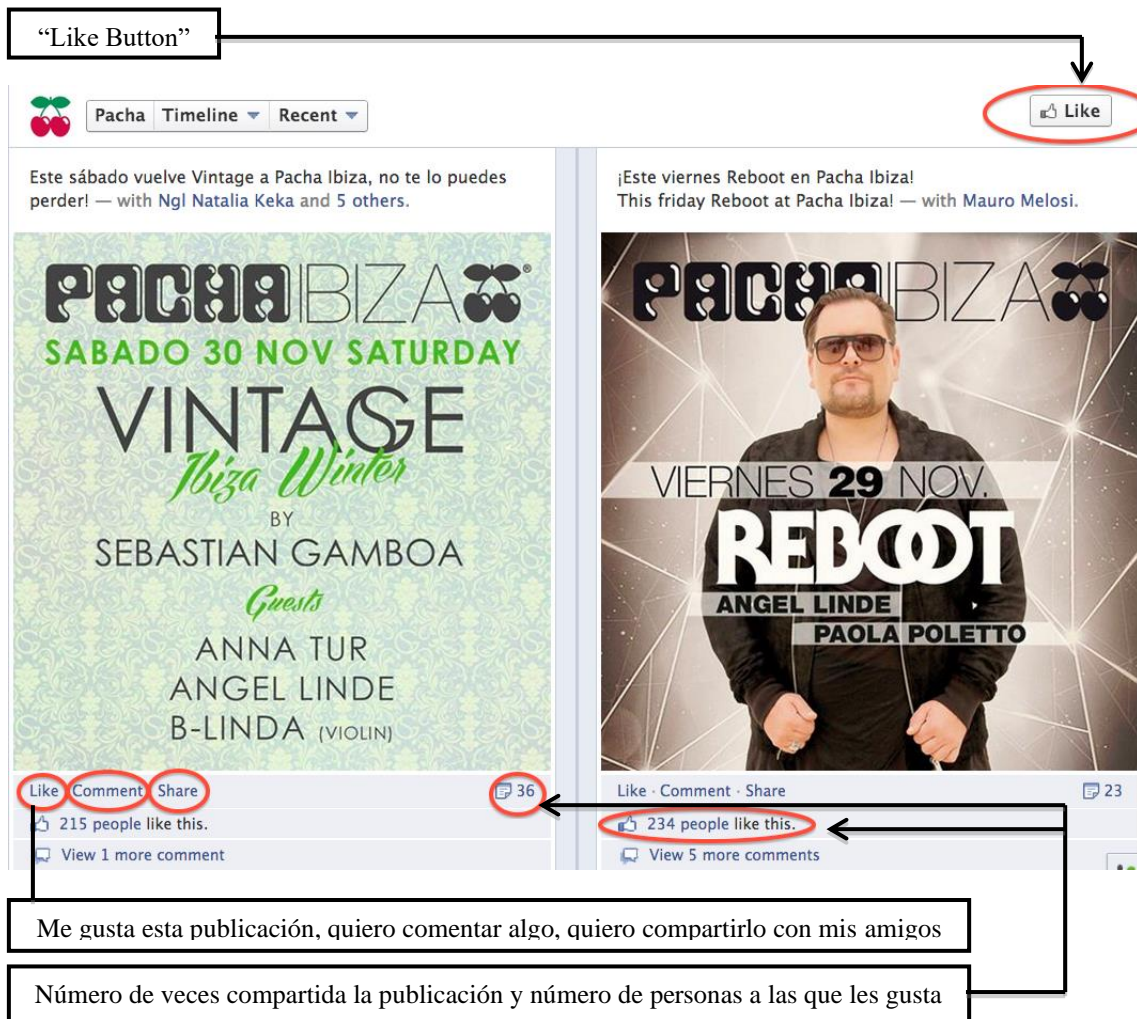 “Like Button”
Pacha Timeline Recent
Like
Este sábado vuelve Vintage a Pacha Ibiza, no te lo puedes
perder! — with Ngl Natalia Keka and 5 others.
PACHA IBIZA ®
SABADO 30 NOV SATURDAY
VINTAGE
Ibiza Winter
BY
SEBASTIAN GAMBOA
Guests
ANNA TUR
ANGEL LINDE
B-LINDA (VIOLIN)
Like Comment Share 36
215 people like this.
View 1 more comment
¡Este viernes Reboot en Pacha Ibiza!
This friday Reboot at Pacha Ibiza! — with Mauro Melosi.
PACHA IBIZA
VIERNES 29 NOV.
REBOOT
ANGEL LINDE
PAOLA POLETTO
Like · Comment · Share 23
234 people like this.
View 5 more comments
Me gusta esta publicación, quiero comentar algo, quiero compartirlo con mis amigos
Número de veces compartida la publicación y número de personas a las que les gusta